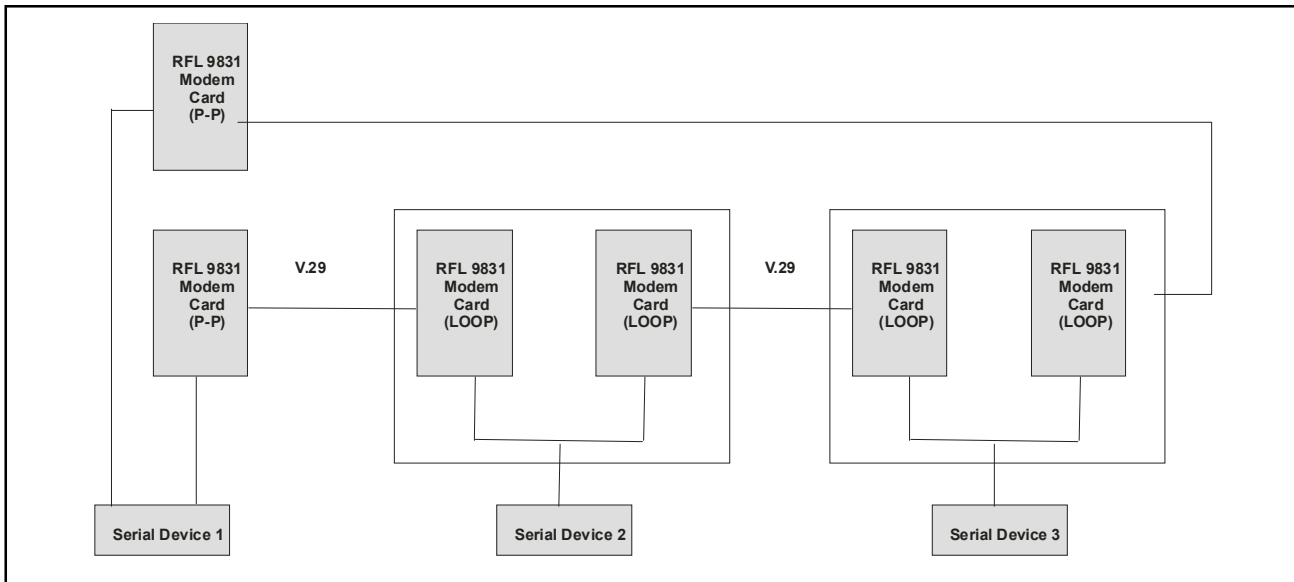 RFL 9831
Modem
Card
(P-P)
RFL 9831
Modem
Card
(P-P)
V.29
RFL 9831
Modem
Card
(LOOP)
RFL 9831
Modem
Card
(LOOP)
V.29
RFL 9831
Modem
Card
(LOOP)
RFL 9831
Modem
Card
(LOOP)
Serial Device 1
Serial Device 2
Serial Device 3